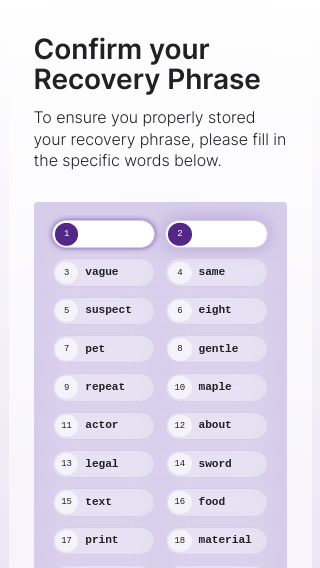 Confirm your
Recovery Phrase
To ensure you properly stored
your recovery phrase, please fill in
the specific words below.
1 2
3 vague 4 same
5 suspect 6 eight
7 pet 8 gentle
9 repeat 10 maple
11 actor 12 about
13 legal 14 sword
15 text 16 food
17 print 18 material